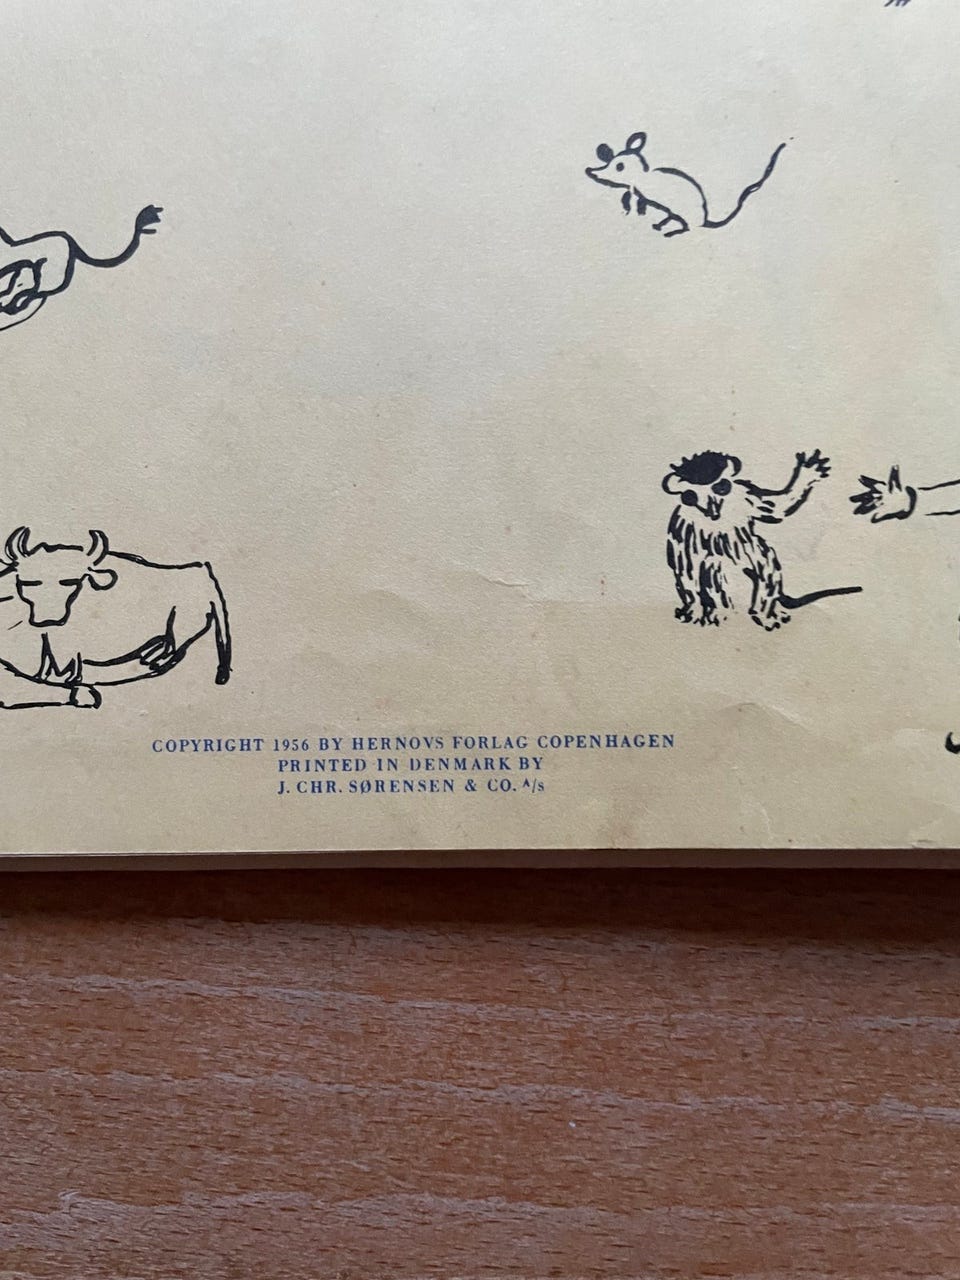 COPYRIGHT 1956 BY HERNOVS FORLAG COPENHAGEN
PRINTED IN DENMARK BY
J. CHR. SØRENSEN & CO. A/s